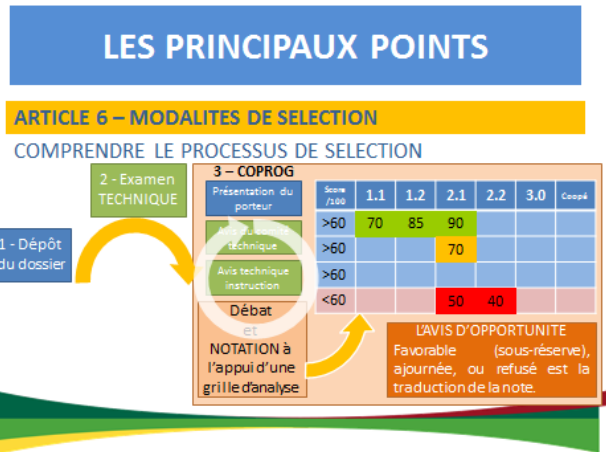 LES PRINCIPAUX POINTS
ARTICLE 6 – MODALITES DE SELECTION
COMPRENDRE LE PROCESSUS DE SELECTION
1 - Dépôt
du dossier
2 - Examen
TECHNIQUE
3 – COPROG
Présentation du
porteur
Avis du comité
technique
Avis technique
instruction
Débat
et
NOTATION à
l'appui d'une
grille d'analyse
Score /100 1.1 1.2 2.1 2.2 3.0 Coopé
>60 70 85 90
>60 70
>60
<60 50 40
L'AVIS D'OPPORTUNITE
Favorable (sous-réserve),
ajournée, ou refusé est la
traduction de la note.